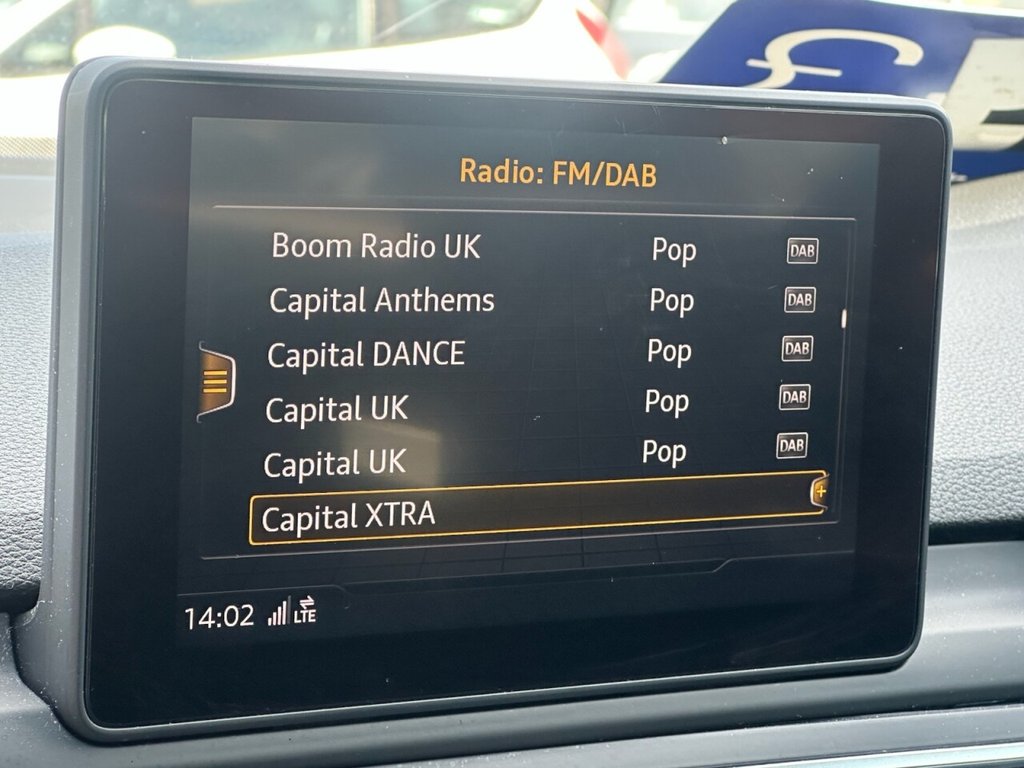 £
Radio: FM/DAB
Boom Radio UK Pop DAB
Capital Anthems Pop DAB
Capital DANCE Pop DAB
Capital UK Pop DAB
Capital UK Pop DAB
Capital XTRA +
14:02 LTE